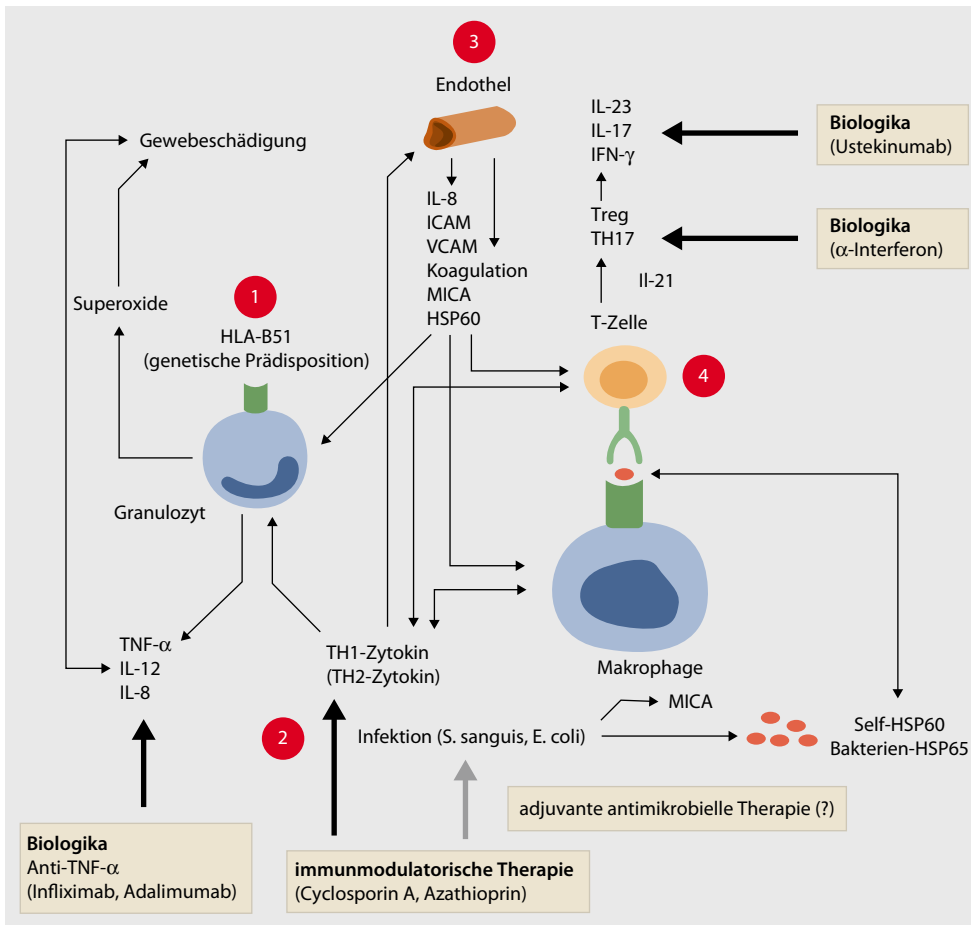 3
Endothel
IL-23
IL-17
IFN-γ
Biologika
(Ustekinumab)
Gewebeschädigung
IL-8
ICAM
VCAM
Koagulation
MICA
HSP60
Treg
TH17
Biologika
(α-Interferon)
Il-21
T-Zelle
Superoxide
1
HLA-B51
(genetische Prädisposition)
4
Granulozyt
TNF-α
IL-12
IL-8
TH1-Zytokin
(TH2-Zytokin)
Makrophage
MICA
2
Infektion (S. sanguis, E. coli)
Self-HSP60
Bakterien-HSP65
adjuvante antimikrobielle Therapie (?)
Biologika
Anti-TNF-α
(Infliximab, Adalimumab)
immunmodulatorische Therapie
(Cyclosporin A, Azathioprin)